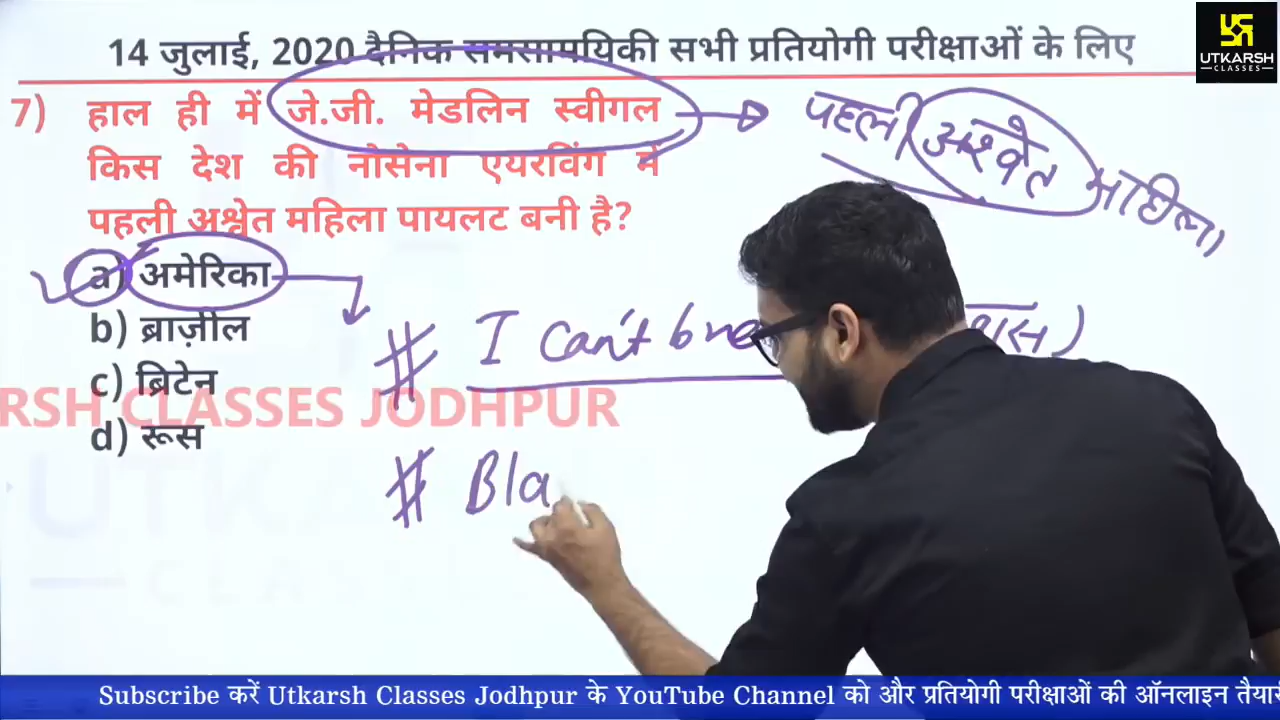 14 जुलाई, 2020 दैनिक समसामयिकी सभी प्रतियोगी परीक्षाओं के लिए
UTKARSH
CLASSES
7) हाल ही में जे.जी. मेडलिन स्वीगल
किस देश की नौसेना एयरविंग में
पहली अश्वेत महिला पायलट बनी है?
पहली अश्वेत महिला
a) अमेरिका
b) ब्राज़ील
c) ब्रिटेन
d) रूस
# I can't bre
# Bla
RSH CLASSES JODHPUR
Subscribe करें Utkarsh Classes Jodhpur के YouTube Channel को और प्रतियोगी परीक्षाओं की ऑनलाइन तैयारी